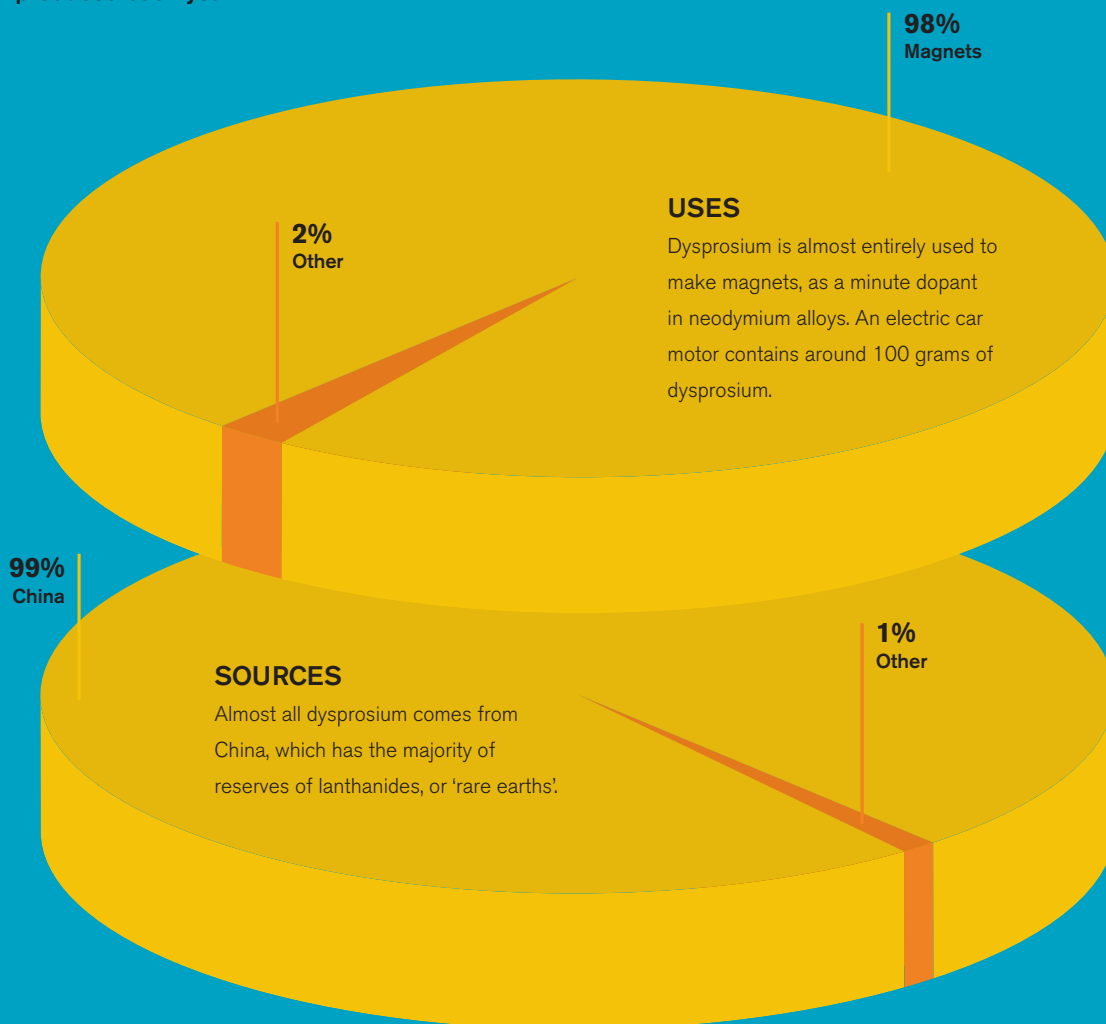 98%
Magnets
USES
Dysprosium is almost entirely used to
make magnets, as a minute dopant
in neodymium alloys. An electric car
motor contains around 100 grams of
dysprosium.
2%
Other
99%
China
1%
Other
SOURCES
Almost all dysprosium comes from
China, which has the majority of
reserves of lanthanides, or ‘rare earths’.